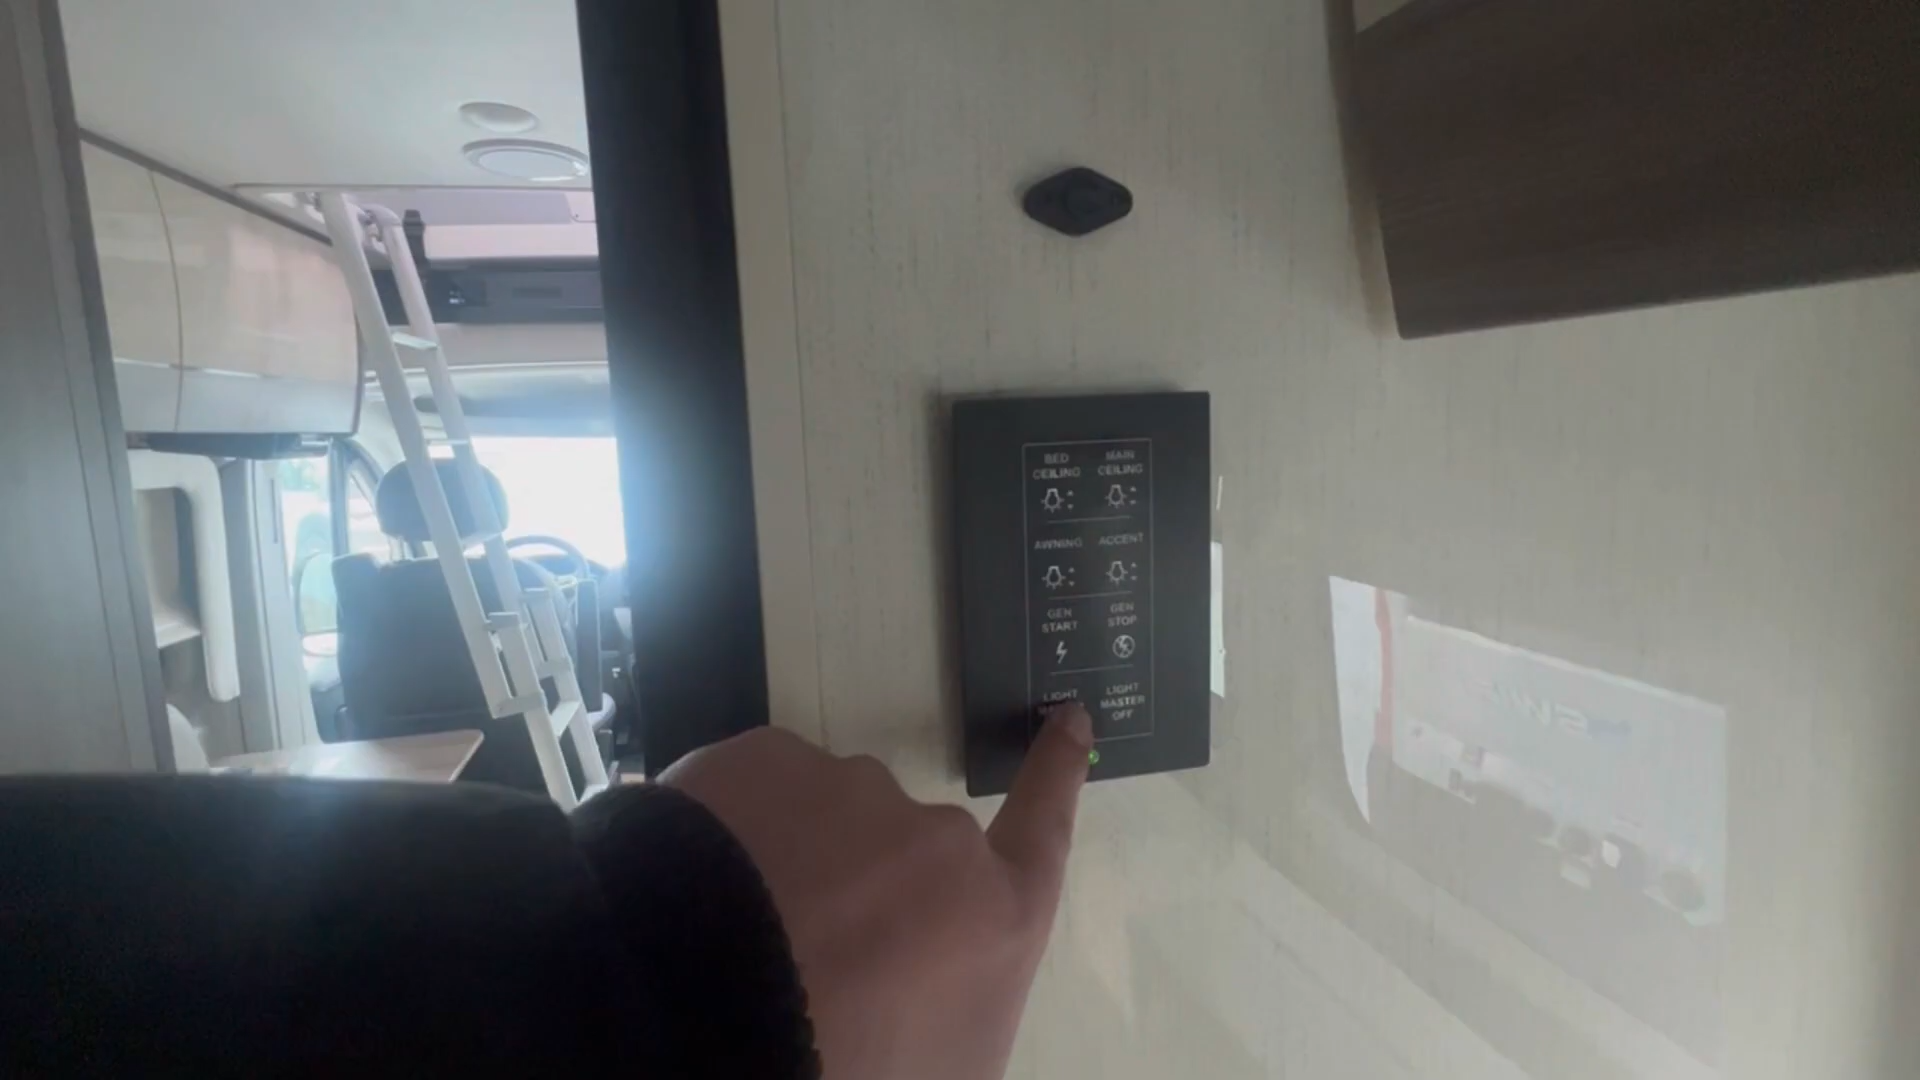 BED
CEILING
MAIN
CEILING
AWNING
ACCENT
GEN
START
GEN
STOP
LIGHT
LIGHT
MASTER
OFF